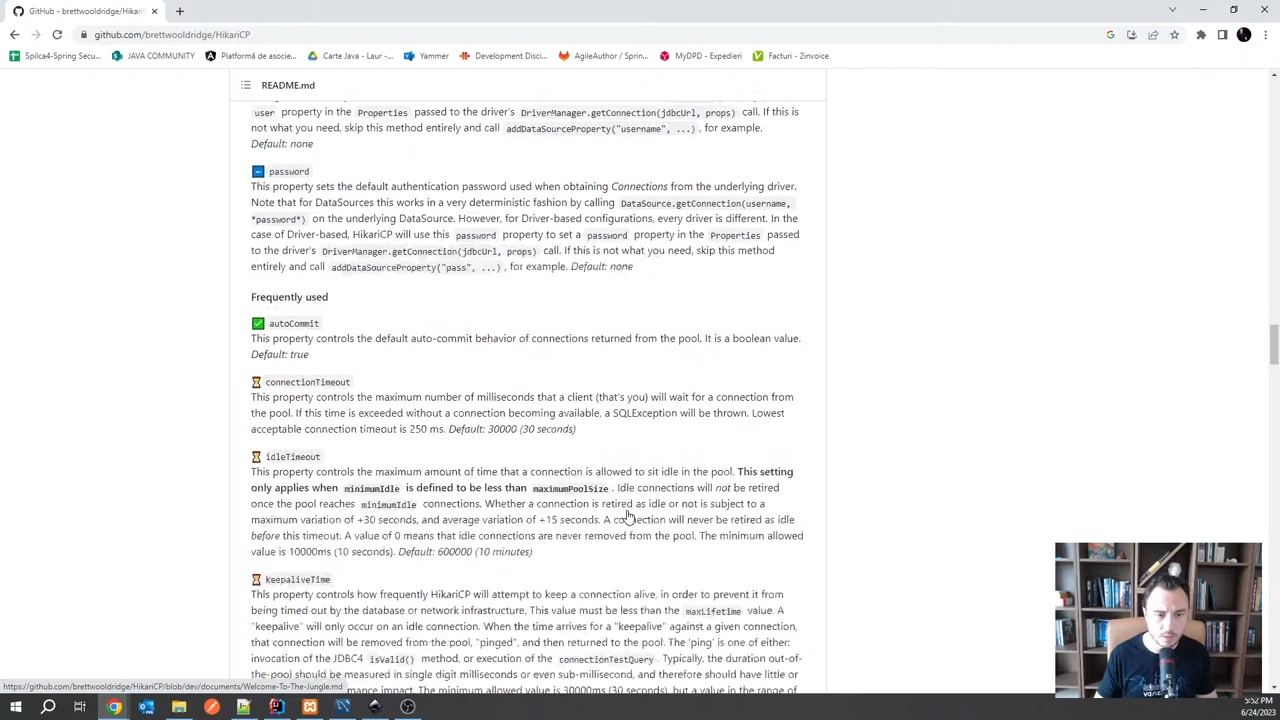 GitHub - brettwooldridge/Hikari
github.com/brettwooldridge/HikariCP
Spilca4-Spring Secu...
JAVA COMMUNITY
Platformă de asocie...
Carte Java - Laur -...
Yammer
Development Disci...
AgileAuthor / Sprin...
MyDPD - Expedieri
Facturi - 2invoice
README.md
user property in the Properties passed to the driver's DriverManager.getConnection(jdbcUrl, props) call. If this is
not what you need, skip this method entirely and call addDataSourceProperty("username", ...) , for example.
Default: none
password
This property sets the default authentication password used when obtaining Connections from the underlying driver.
Note that for DataSources this works in a very deterministic fashion by calling DataSource.getConnection(username,
*password*) on the underlying DataSource. However, for Driver-based configurations, every driver is different. In the
case of Driver-based, HikariCP will use this password property to set a password property in the Properties passed
to the driver's DriverManager.getConnection(jdbcUrl, props) call. If this is not what you need, skip this method
entirely and call addDataSourceProperty("pass", ...) , for example. Default: none
Frequently used
autoCommit
This property controls the default auto-commit behavior of connections returned from the pool. It is a boolean value.
Default: true
connectionTimeout
This property controls the maximum number of milliseconds that a client (that's you) will wait for a connection from
the pool. If this time is exceeded without a connection becoming available, a SQLException will be thrown. Lowest
acceptable connection timeout is 250 ms. Default: 30000 (30 seconds)
idleTimeout
This property controls the maximum amount of time that a connection is allowed to sit idle in the pool. This setting
only applies when minimumIdle is defined to be less than maximumPoolSize . Idle connections will not be retired
once the pool reaches minimumIdle connections. Whether a connection is retired as idle or not is subject to a
maximum variation of +30 seconds, and average variation of +15 seconds. A connection will never be retired as idle
before this timeout. A value of 0 means that idle connections are never removed from the pool. The minimum allowed
value is 10000ms (10 seconds). Default: 600000 (10 minutes)
keepaliveTime
This property controls how frequently HikariCP will attempt to keep a connection alive, in order to prevent it from
being timed out by the database or network infrastructure. This value must be less than the maxLifetime value. A
"keepalive" will only occur on an idle connection. When the time arrives for a "keepalive" against a given connection,
that connection will be removed from the pool, "pinged", and then returned to the pool. The 'ping' is one of either:
invocation of the JDBC4 isValid() method, or execution of the connectionTestQuery . Typically, the duration out-of-
the-pool should be measured in single digit milliseconds or even sub-millisecond, and therefore should have little or
mance impact. The minimum allowed value is 30000ms (30 seconds), but a value in the range of
https://github.com/brettwooldridge/HikariCP/blob/dev/documents/Welcome-To-The-Jungle.md
5:52 PM
6/24/2023